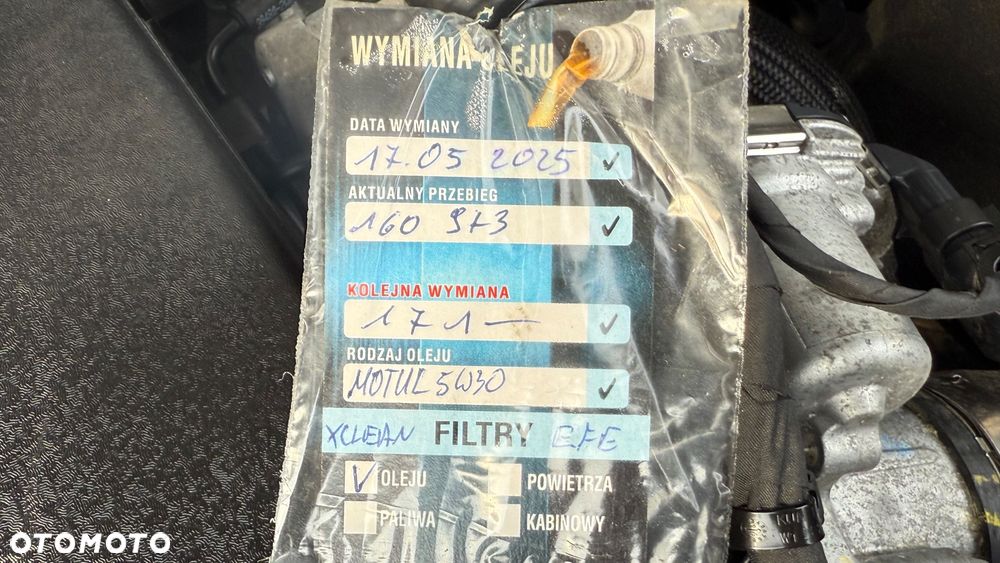 WYMIANA OLEJU
DATA WYMIANY
17.05 2025
AKTUALNY PRZEBIEG
160 973
KOLEJNA WYMIANA
171 —
RODZAJ OLEJU
MOTUL 5W30
XCLEAN FILTRY EFE
OLEJU POWIETRZA
PALIWA KABINOWY
OTOMOTO